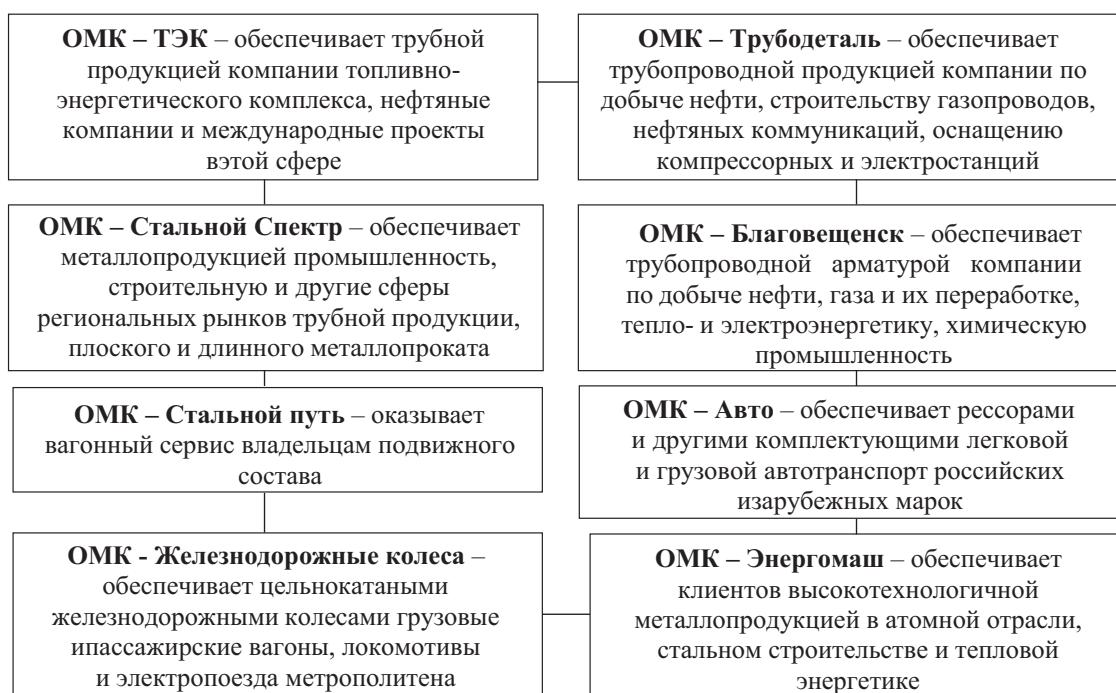 ОМК – ТЭК – обеспечивает трубной
продукцией компании топливно-
энергетического комплекса, нефтяные
компании и международные проекты
вэтой сфере
ОМК – Трубодеталь – обеспечивает
трубопроводной продукцией компании по
добыче нефти, строительству газопроводов,
нефтяных коммуникаций, оснащению
компрессорных и электростанций
ОМК – Стальной Спектр – обеспечивает
металлопродукцией промышленность,
строительную и другие сферы
региональных рынков трубной продукции,
плоского и длинного металлопроката
ОМК – Благовещенск – обеспечивает
трубопроводной арматурой компании
по добыче нефти, газа и их переработке,
тепло- и электроэнергетику, химическую
промышленность
ОМК – Стальной путь – оказывает
вагонный сервис владельцам подвижного
состава
ОМК – Авто – обеспечивает рессорами
и другими комплектующими легковой
и грузовой автотранспорт российских
изарубежных марок
ОМК - Железнодорожные колеса –
обеспечивает цельнокатаными
железнодорожными колесами грузовые
ипассажирские вагоны, локомотивы
и электропоезда метрополитена
ОМК – Энергомаш – обеспечивает
клиентов высокотехнологичной
металлопродукцией в атомной отрасли,
стальном строительстве и тепловой
энергетике